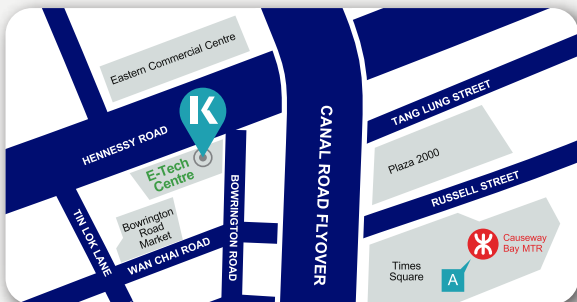 Eastern Commercial Centre
K
HENNESSY ROAD
E-Tech
Centre
TIN LOK LANE
Bowrington
Road
Market
WAN CHAI ROAD
BOWRINGTON ROAD
CANAL ROAD FLYOVER
TANG LUNG STREET
Plaza 2000
RUSSELL STREET
Causeway
Bay MTR
Times
Square
A